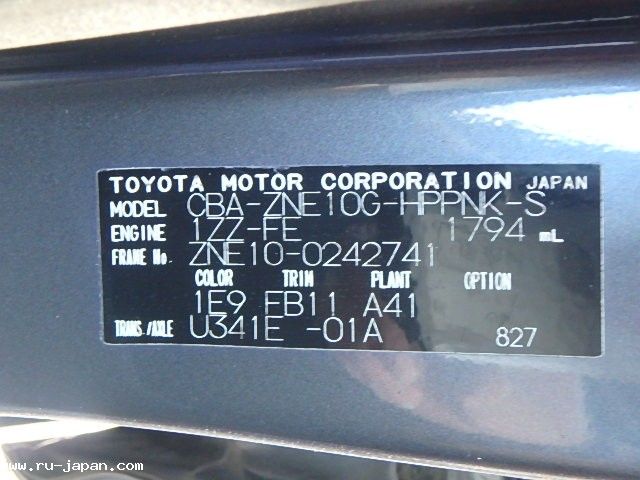 TOYOTA MOTOR CORPORATION JAPAN
MODEL CBA-ZNE10G-HPPNK-S
ENGINE 1ZZ-FE 1794 mL
FRAME No. ZNE10-0242741
COLOR TRIM PLANT OPTION
1E9 FB11 A41
TRANS./AXLE U341E -01A 827
www.ru-japan.com